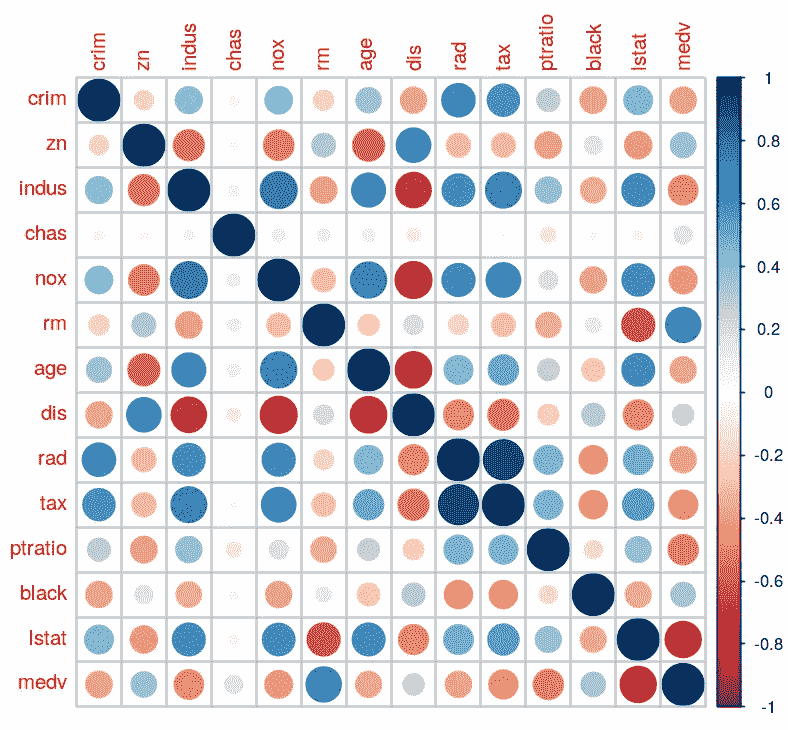 crim zn indus chas nox rm age dis rad tax ptratio black lstat medv
1
crim
0.8
zn
indus
0.6
chas
0.4
nox
0.2
rm
0
age
dis
-0.2
rad
-0.4
tax
ptratio
-0.6
black
lstat
-0.8
medv
-1